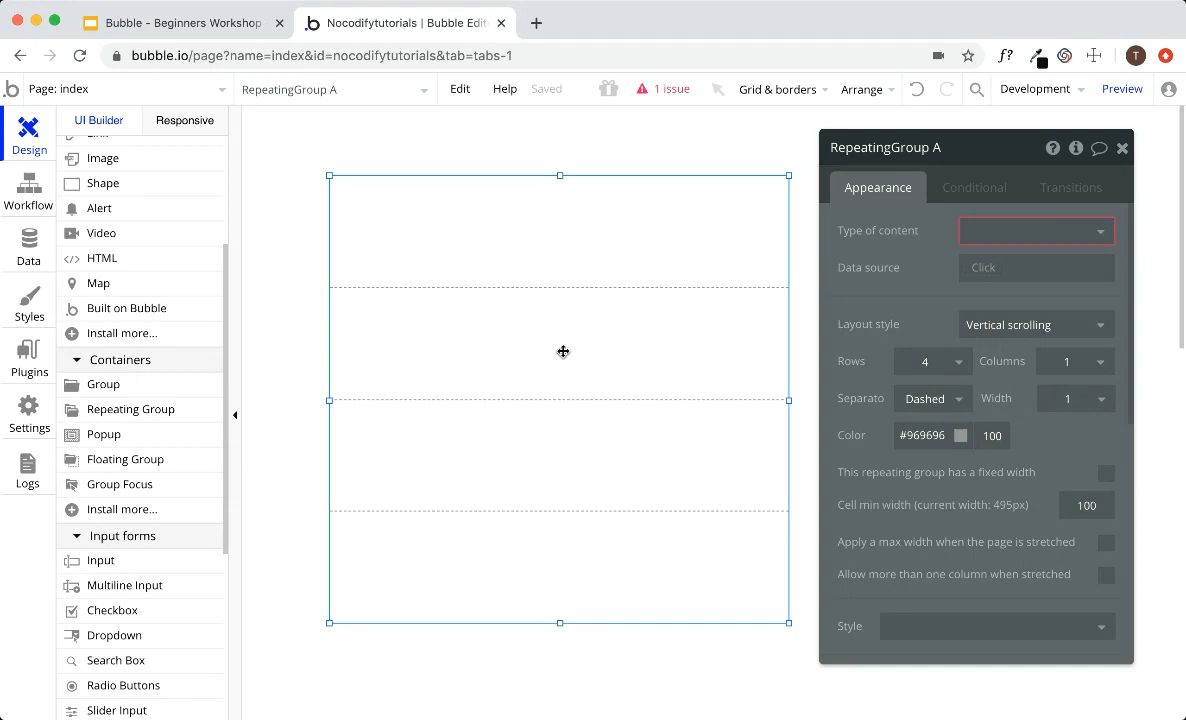 Bubble - Beginners Workshop
Nocodifytutorials | Bubble Edit
bubble.io/page?name=index&id=nocodifytutorials&tab=tabs-1
f?
T
Page: index
RepeatingGroup A
Edit
Help
Saved
1 issue
Grid & borders
Arrange
Development
Preview
Design
Workflow
Data
Styles
Plugins
Settings
Logs
UI Builder
Responsive
Link
Image
Shape
Alert
Video
HTML
Map
Built on Bubble
Install more...
Containers
Group
Repeating Group
Popup
Floating Group
Group Focus
Install more...
Input forms
Input
Multiline Input
Checkbox
Dropdown
Search Box
Radio Buttons
Slider Input
RepeatingGroup A
Appearance
Conditional
Transitions
Type of content
Data source
Click
Layout style
Vertical scrolling
Rows
4
Columns
1
Separato
Dashed
Width
1
Color
#969696
100
This repeating group has a fixed width
Cell min width (current width: 495px)
100
Apply a max width when the page is stretched
Allow more than one column when stretched
Style